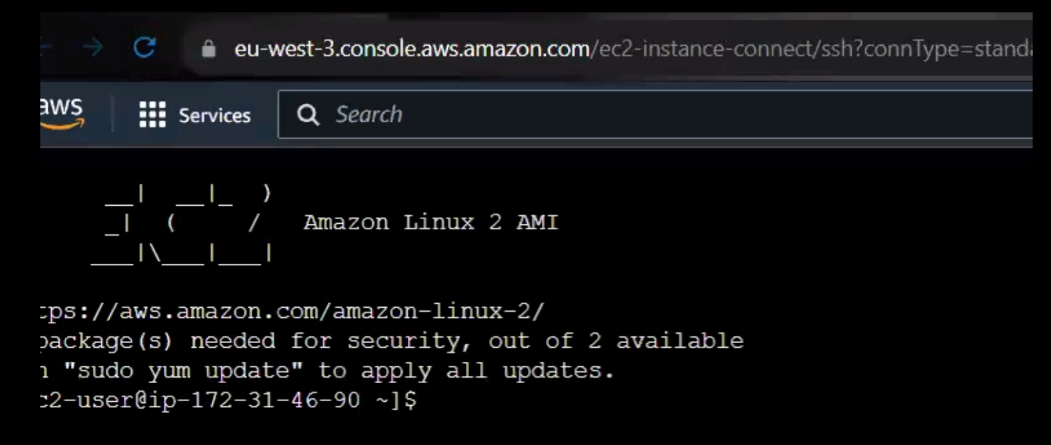 eu-west-3.console.aws.amazon.com/ec2-instance-connect/ssh?connType=standa
aws Services Search
__|  __|_  )
_|  (     /   Amazon Linux 2 AMI
___|\___|___|
tps://aws.amazon.com/amazon-linux-2/
package(s) needed for security, out of 2 available
n "sudo yum update" to apply all updates.
c2-user@ip-172-31-46-90 ~]$